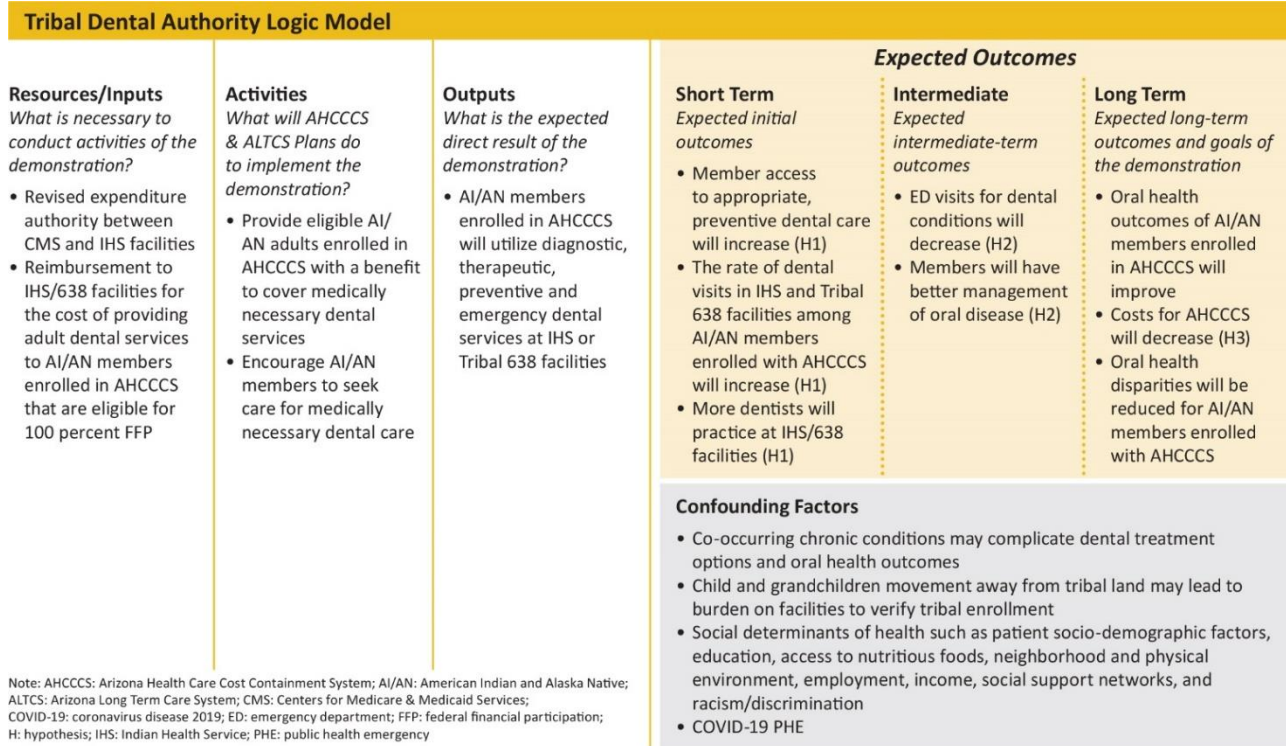 Tribal Dental Authority Logic Model
Resources/Inputs
What is necessary to
conduct activities of the
demonstration?
• Revised expenditure
authority between
CMS and IHS facilities
• Reimbursement to
IHS/638 facilities for
the cost of providing
adult dental services
to AI/AN members
enrolled in AHCCCS
that are eligible for
100 percent FFP
Activities
What will AHCCCS
& ALTCS Plans do
to implement the
demonstration?
• Provide eligible AI/
AN adults enrolled in
AHCCCS with a benefit
to cover medically
necessary dental
services
• Encourage AI/AN
members to seek
care for medically
necessary dental care
Outputs
What is the expected
direct result of the
demonstration?
• AI/AN members
enrolled in AHCCCS
will utilize diagnostic,
therapeutic,
preventive and
emergency dental
services at IHS or
Tribal 638 facilities
Expected Outcomes
Short Term
Expected initial
outcomes
• Member access
to appropriate,
preventive dental care
will increase (H1)
• The rate of dental
visits in IHS and Tribal
638 facilities among
AI/AN members
enrolled with AHCCCS
will increase (H1)
• More dentists will
practice at IHS/638
facilities (H1)
Intermediate
Expected
intermediate-term
outcomes
• ED visits for dental
conditions will
decrease (H2)
• Members will have
better management
of oral disease (H2)
Long Term
Expected long-term
outcomes and goals of
the demonstration
• Oral health
outcomes of AI/AN
members enrolled
in AHCCCS will
improve
• Costs for AHCCCS
will decrease (H3)
• Oral health
disparities will be
reduced for AI/AN
members enrolled
with AHCCCS
Confounding Factors
• Co-occurring chronic conditions may complicate dental treatment
options and oral health outcomes
• Child and grandchildren movement away from tribal land may lead to
burden on facilities to verify tribal enrollment
• Social determinants of health such as patient socio-demographic factors,
education, access to nutritious foods, neighborhood and physical
environment, employment, income, social support networks, and
racism/discrimination
• COVID-19 PHE
Note: AHCCCS: Arizona Health Care Cost Containment System; AI/AN: American Indian and Alaska Native;
ALTCS: Arizona Long Term Care System; CMS: Centers for Medicare & Medicaid Services;
COVID-19: coronavirus disease 2019; ED: emergency department; FFP: federal financial participation;
H: hypothesis; IHS: Indian Health Service; PHE: public health emergency